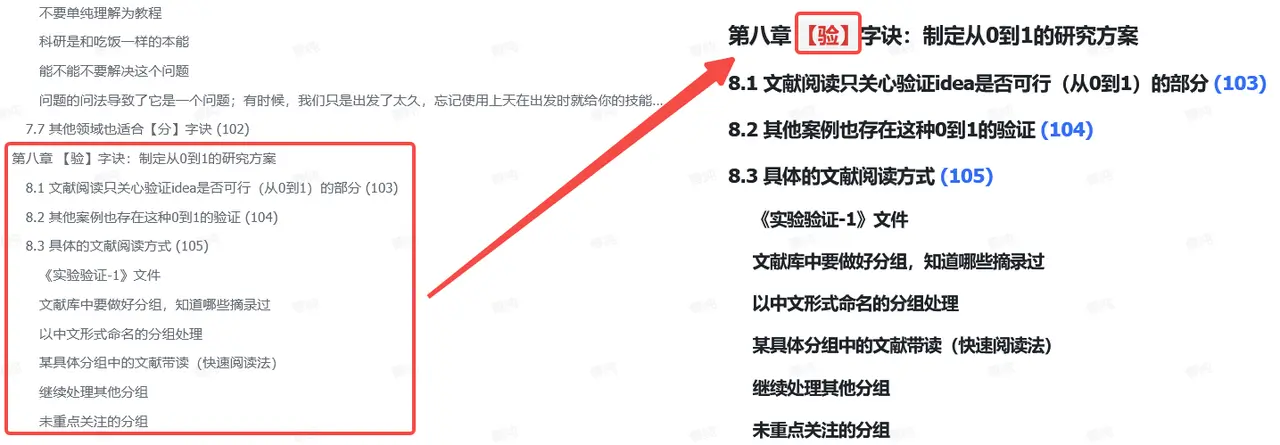 不要单纯理解为教程
科研是和吃饭一样的本能
能不能不要解决这个问题
问题的问法导致了它是一个问题；有时候，我们只是出发了太久，忘记使用上天在出发时就给你的技能...
7.7 其他领域也适合【分】字诀 (102)
第八章 【验】字诀：制定从0到1的研究方案
8.1 文献阅读只关心验证idea是否可行（从0到1）的部分 (103)
8.2 其他案例也存在这种0到1的验证 (104)
8.3 具体的文献阅读方式 (105)
《实验验证-1》文件
文献库中要做好分组，知道哪些摘录过
以中文形式命名的分组处理
某具体分组中的文献带读（快速阅读法）
继续处理其他分组
未重点关注的分组
第八章【验】字诀：制定从0到1的研究方案
8.1 文献阅读只关心验证idea是否可行（从0到1）的部分 (103)
8.2 其他案例也存在这种0到1的验证 (104)
8.3 具体的文献阅读方式 (105)
《实验验证-1》文件
文献库中要做好分组，知道哪些摘录过
以中文形式命名的分组处理
某具体分组中的文献带读（快速阅读法）
继续处理其他分组
未重点关注的分组